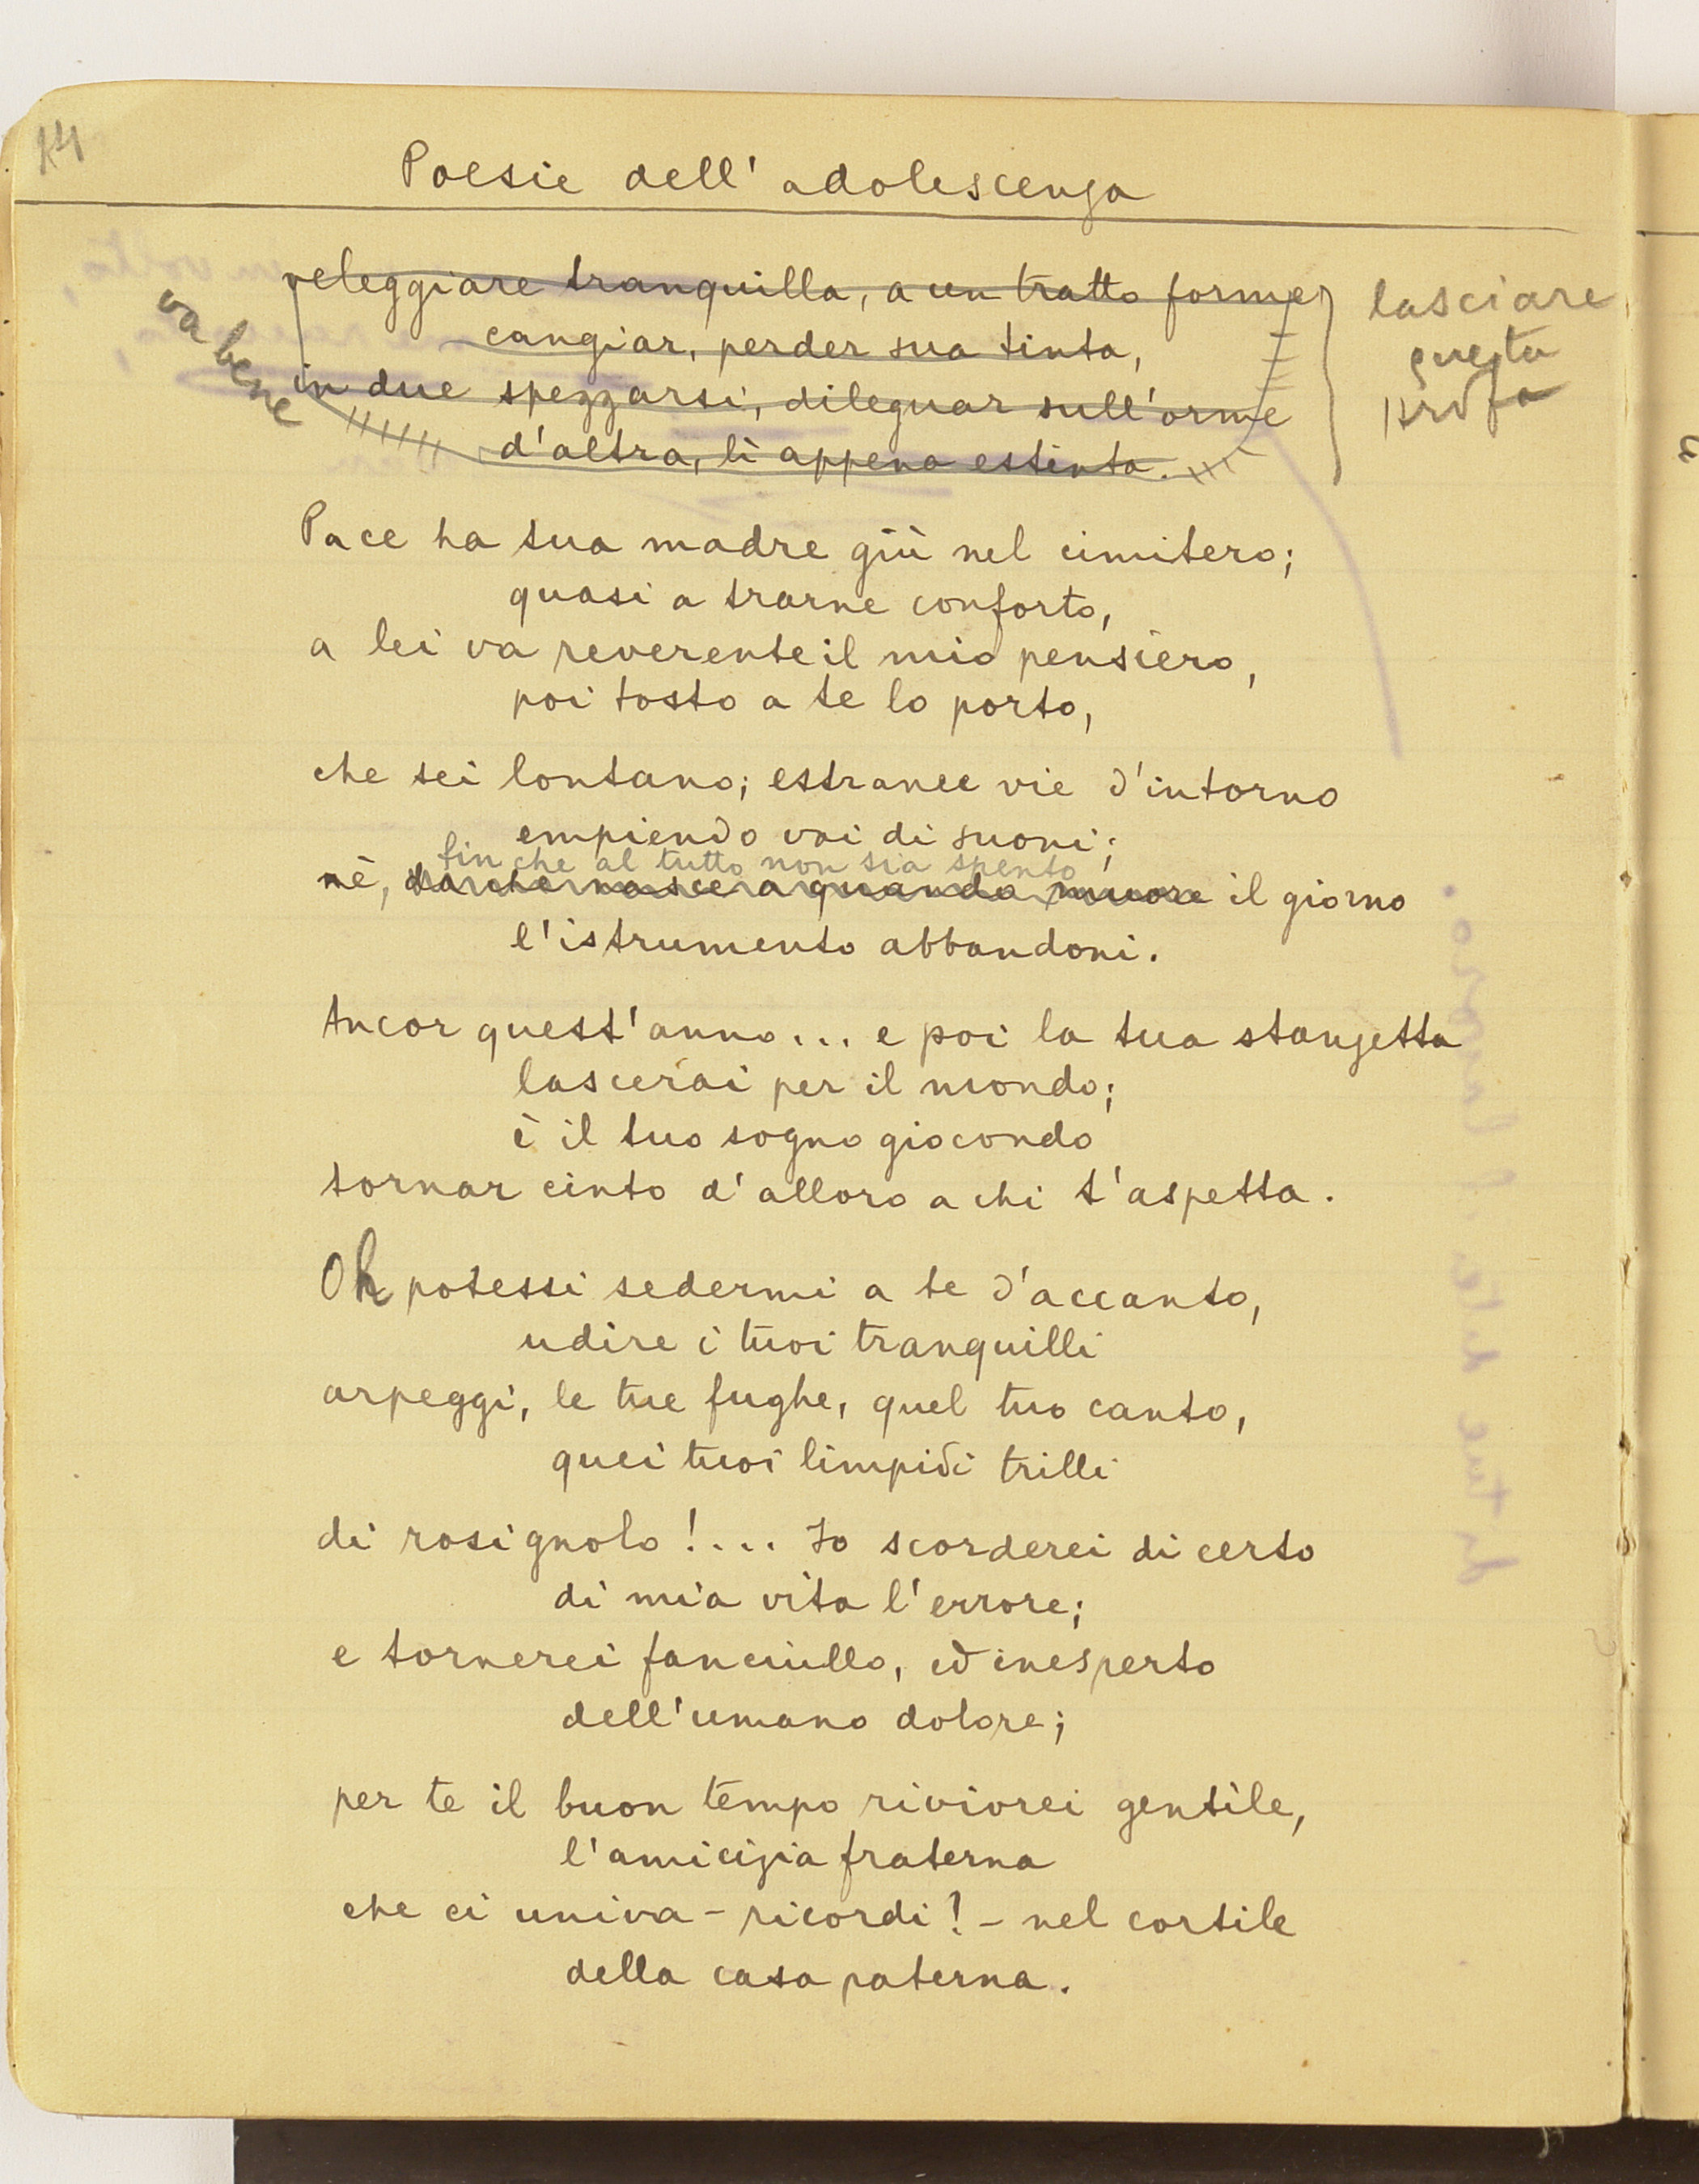 14
Poesie dell'adolescenza
veleggiare tranquilla, a un tratto forme
cangiar, perder sua tinta,
in due spezzarsi, dileguar sull'orme
d'altra, lì appena estinta.
va bene
lasciare
questa
strofa
Pace ha tua madre giù nel cimitero;
quasi a trarne conforto,
a lei va reverente il mio pensiero,
poi tosto a te lo porto,
che sei lontano; estranee vie d'intorno
empiendo vai di suoni;
finche al tutto non sia spento
nè, da che nasce a quando muore il giorno
l'istrumento abbandoni.
Ancor quest'anno... e poi la tua stanzetta
lascerai per il mondo;
è il tuo sogno giocondo
tornar cinto d'alloro a chi t'aspetta.
Oh potessi sedermi a te d'accanto,
udire i tuoi tranquilli
arpeggi, le tue fughe, quel tuo canto,
quei tuoi limpidi trilli
di rosignolo!... Io scorderei di certo
di mia vita l'errore;
e tornerei fanciullo, ed inesperto
dell'umano dolore;
per te il buon tempo rivivrei gentile,
l'amicizia fraterna
che ci univa - ricordi! - nel cortile
della casa paterna.